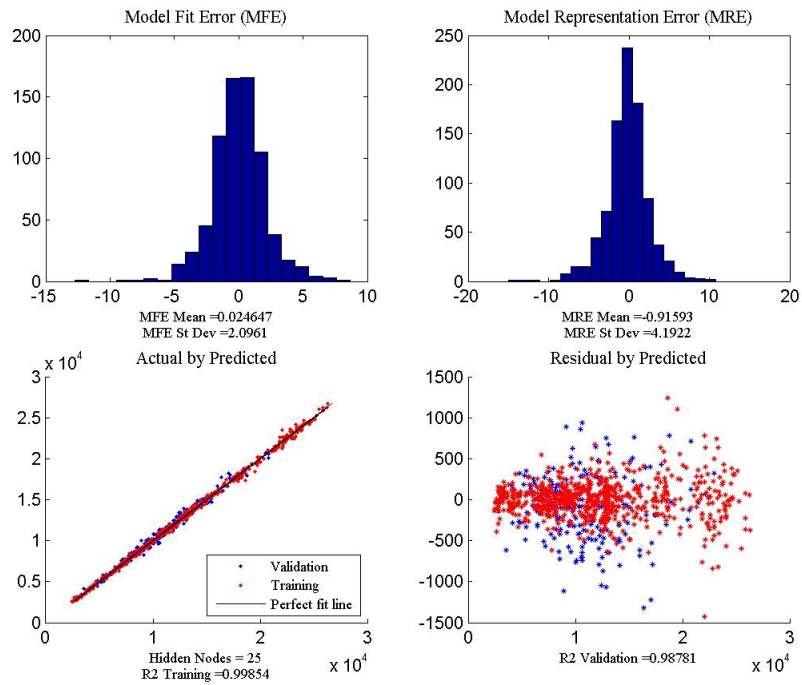 Model Fit Error (MFE)
200
150
100
50
0
-15
-10
-5
0
5
10
MFE Mean =0.024647
MFE St Dev =2.0961
Model Representation Error (MRE)
250
200
150
100
50
0
-20
-10
0
10
20
MRE Mean =-0.91593
MRE St Dev =4.1922
Actual by Predicted
x 10^4
3
2.5
2
1.5
1
0.5
0
0
1
2
3
x 10^4
Validation
Training
Perfect fit line
Hidden Nodes = 25
R2 Training =0.99854
Residual by Predicted
1500
1000
500
0
-500
-1000
-1500
0
1
2
3
x 10^4
R2 Validation =0.98781